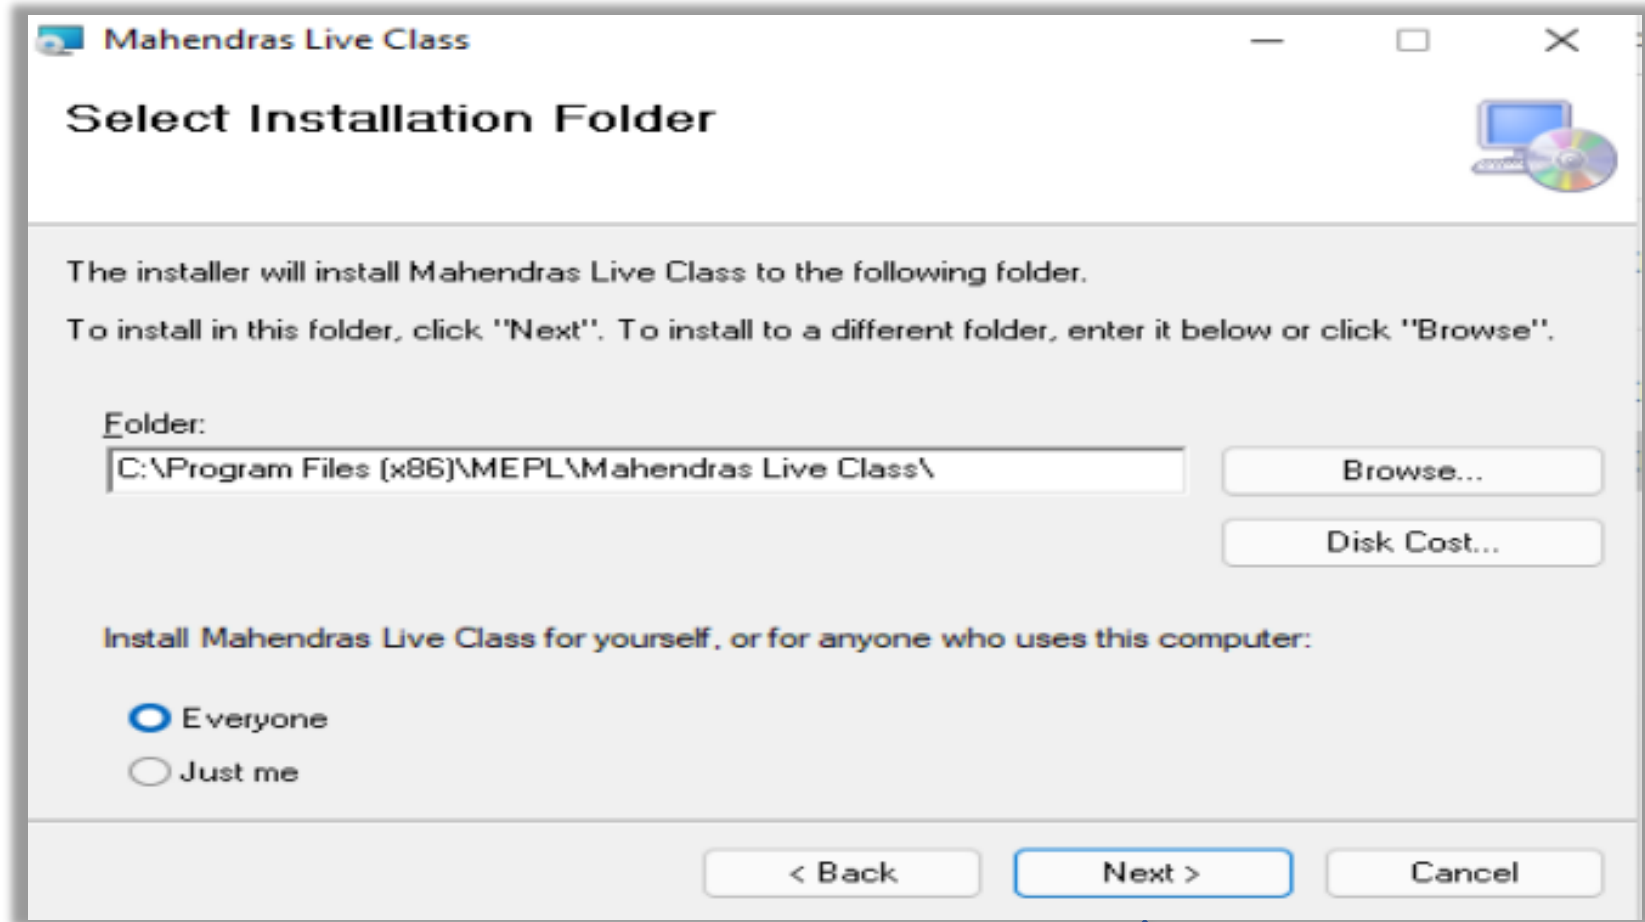 Mahendras Live Class
Select Installation Folder
The installer will install Mahendras Live Class to the following folder.
To install in this folder, click "Next". To install to a different folder, enter it below or click "Browse".
Folder:
C:\Program Files (x86)\MEPL\Mahendras Live Class\
Browse...
Disk Cost...
Install Mahendras Live Class for yourself, or for anyone who uses this computer:
Everyone
Just me
< Back
Next >
Cancel